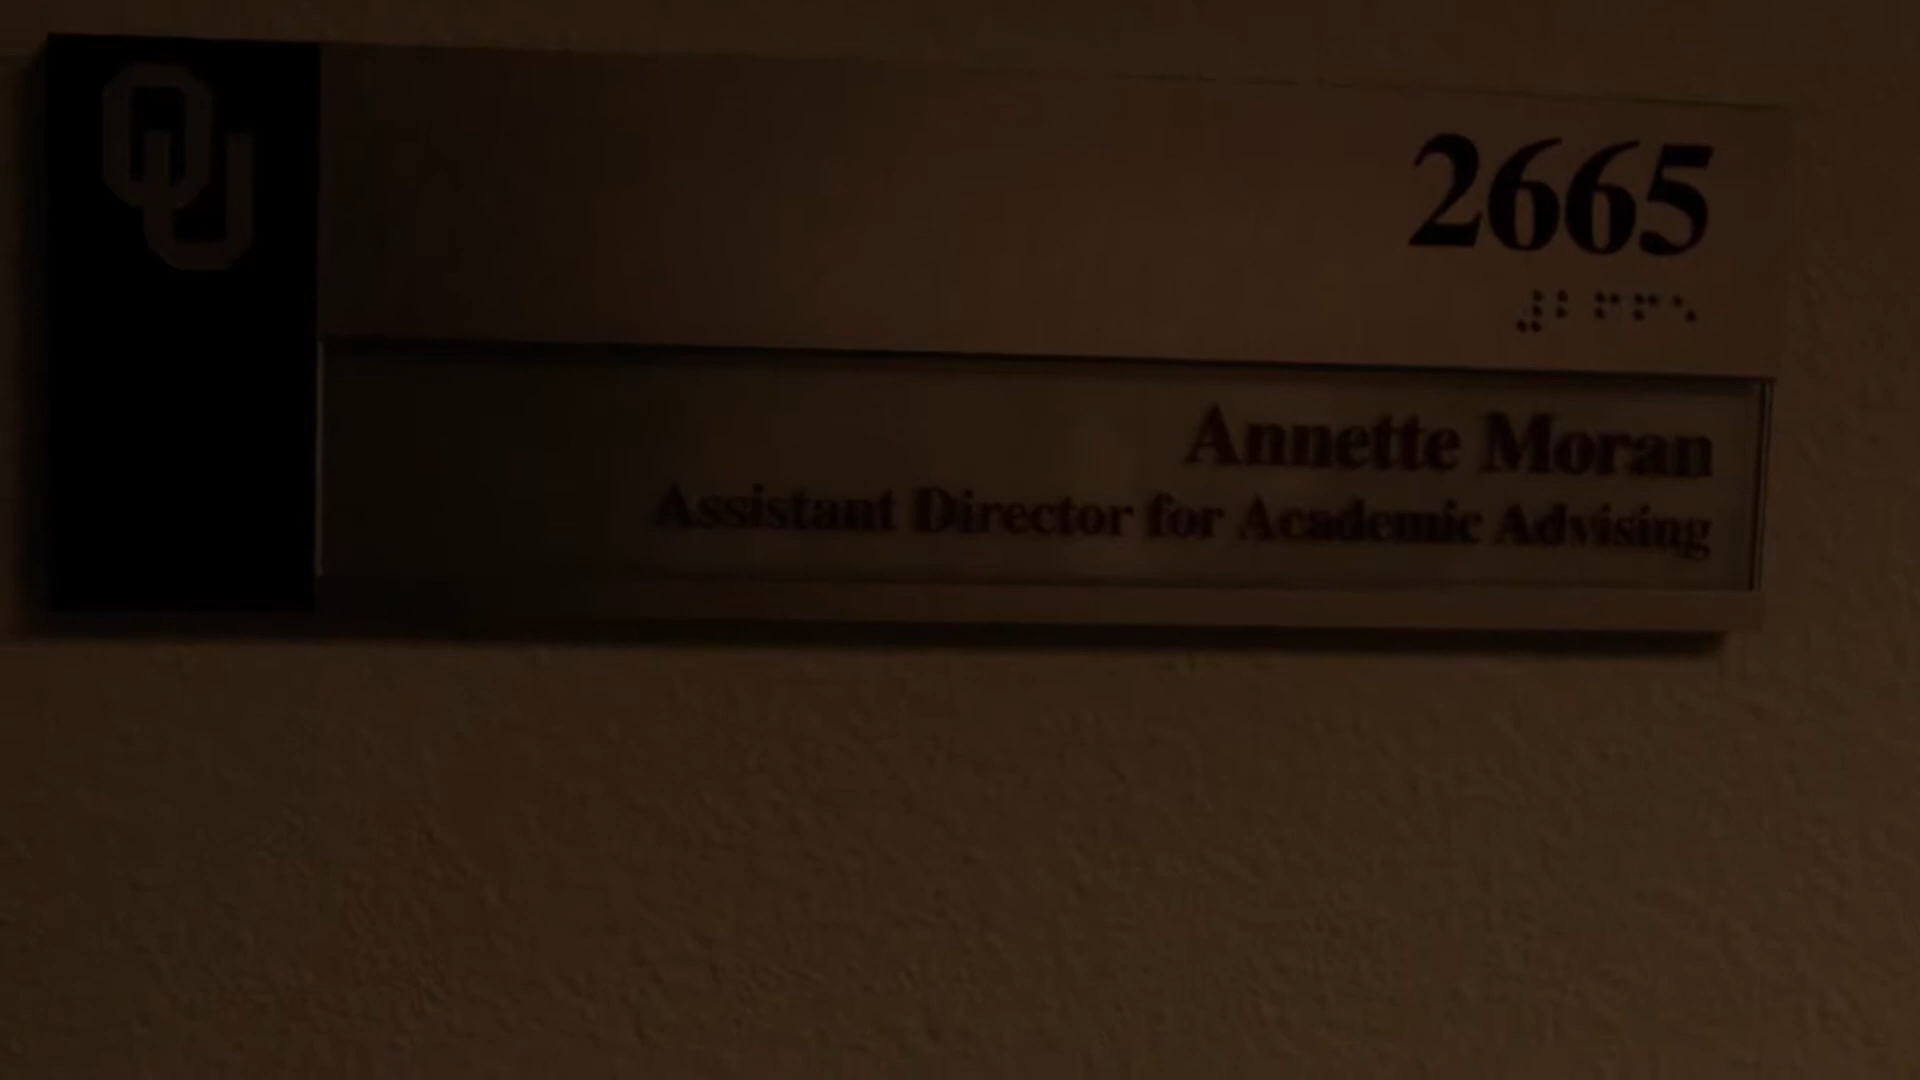 OU
2665
⠼⠃⠋⠋⠑
Annette Moran
Assistant Director for Academic Advising